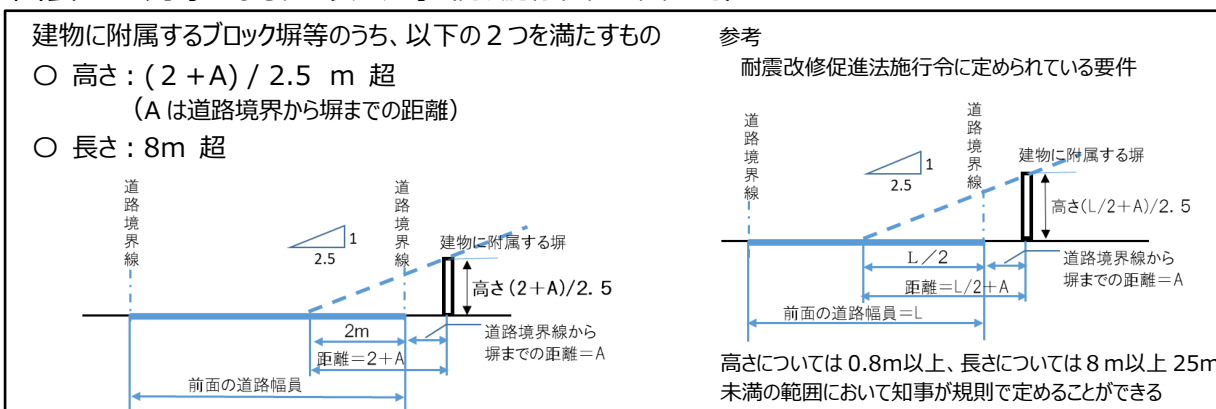 建物に附属するブロック塀等のうち、以下の２つを満たすもの
〇 高さ：(２+A) / 2.5 m 超
（A は道路境界から塀までの距離）
〇 長さ：8m 超
道路境界線
道路境界線
1
2.5
建物に附属する塀
高さ(2+A)/2.5
2m
距離＝2+A
道路境界線から
塀までの距離＝A
前面の道路幅員
参考
耐震改修促進法施行令に定められている要件
道路境界線
道路境界線
1
2.5
建物に附属する塀
高さ(L/2+A)/2.5
L／2
距離＝L/2+A
道路境界線から
塀までの距離＝A
前面の道路幅員＝L
高さについては 0.8m以上、長さについては８m以上 25m
未満の範囲において知事が規則で定めることができる